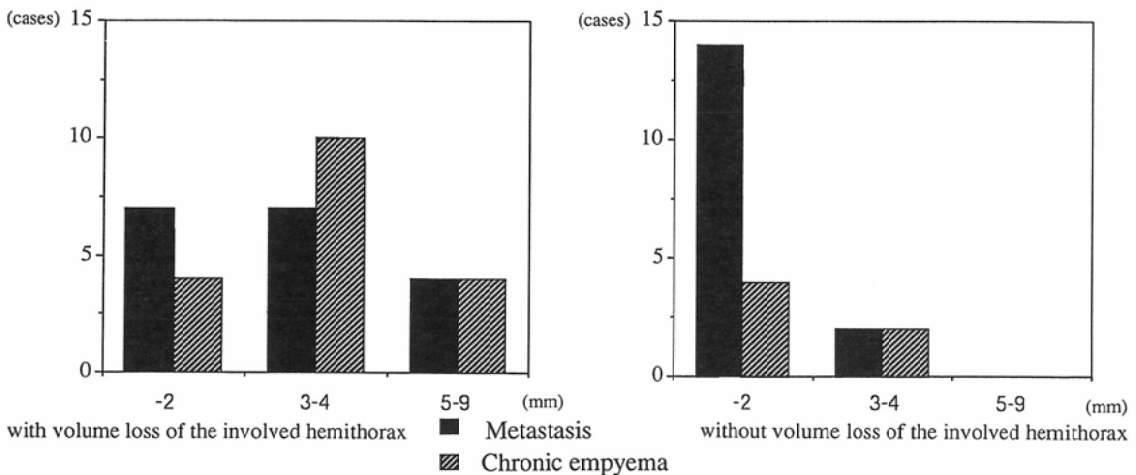 (cases)
15
10
5
0
-2
3-4
5-9
(mm)
with volume loss of the involved hemithorax
(cases)
15
10
5
0
-2
3-4
5-9
(mm)
without volume loss of the involved hemithorax
Metastasis
Chronic empyema